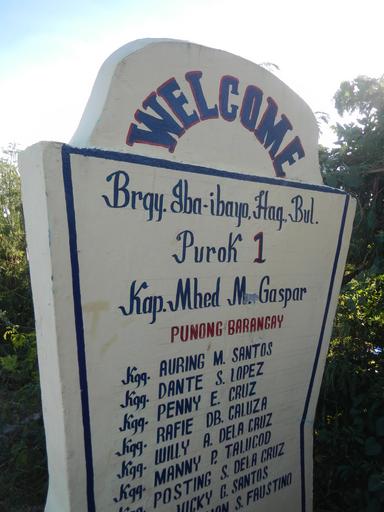 WELCOME
Brgy. Iba-ibayo, Hag., Bul.
Purok 1
Kap. Mhed M. Gaspar
PUNONG BARANGAY
Kgg. AURING M. SANTOS
Kgg. DANTE S. LOPEZ
Kgg. PENNY E. CRUZ
Kgg. RAFIE DB. CALUZA
Kgg. WILLY A. DELA CRUZ
Kgg. MANNY P. TALUCOD
Kgg. POSTING S. DELA CRUZ
Kgg. VICKY G. SANTOS
S. FAUSTINO